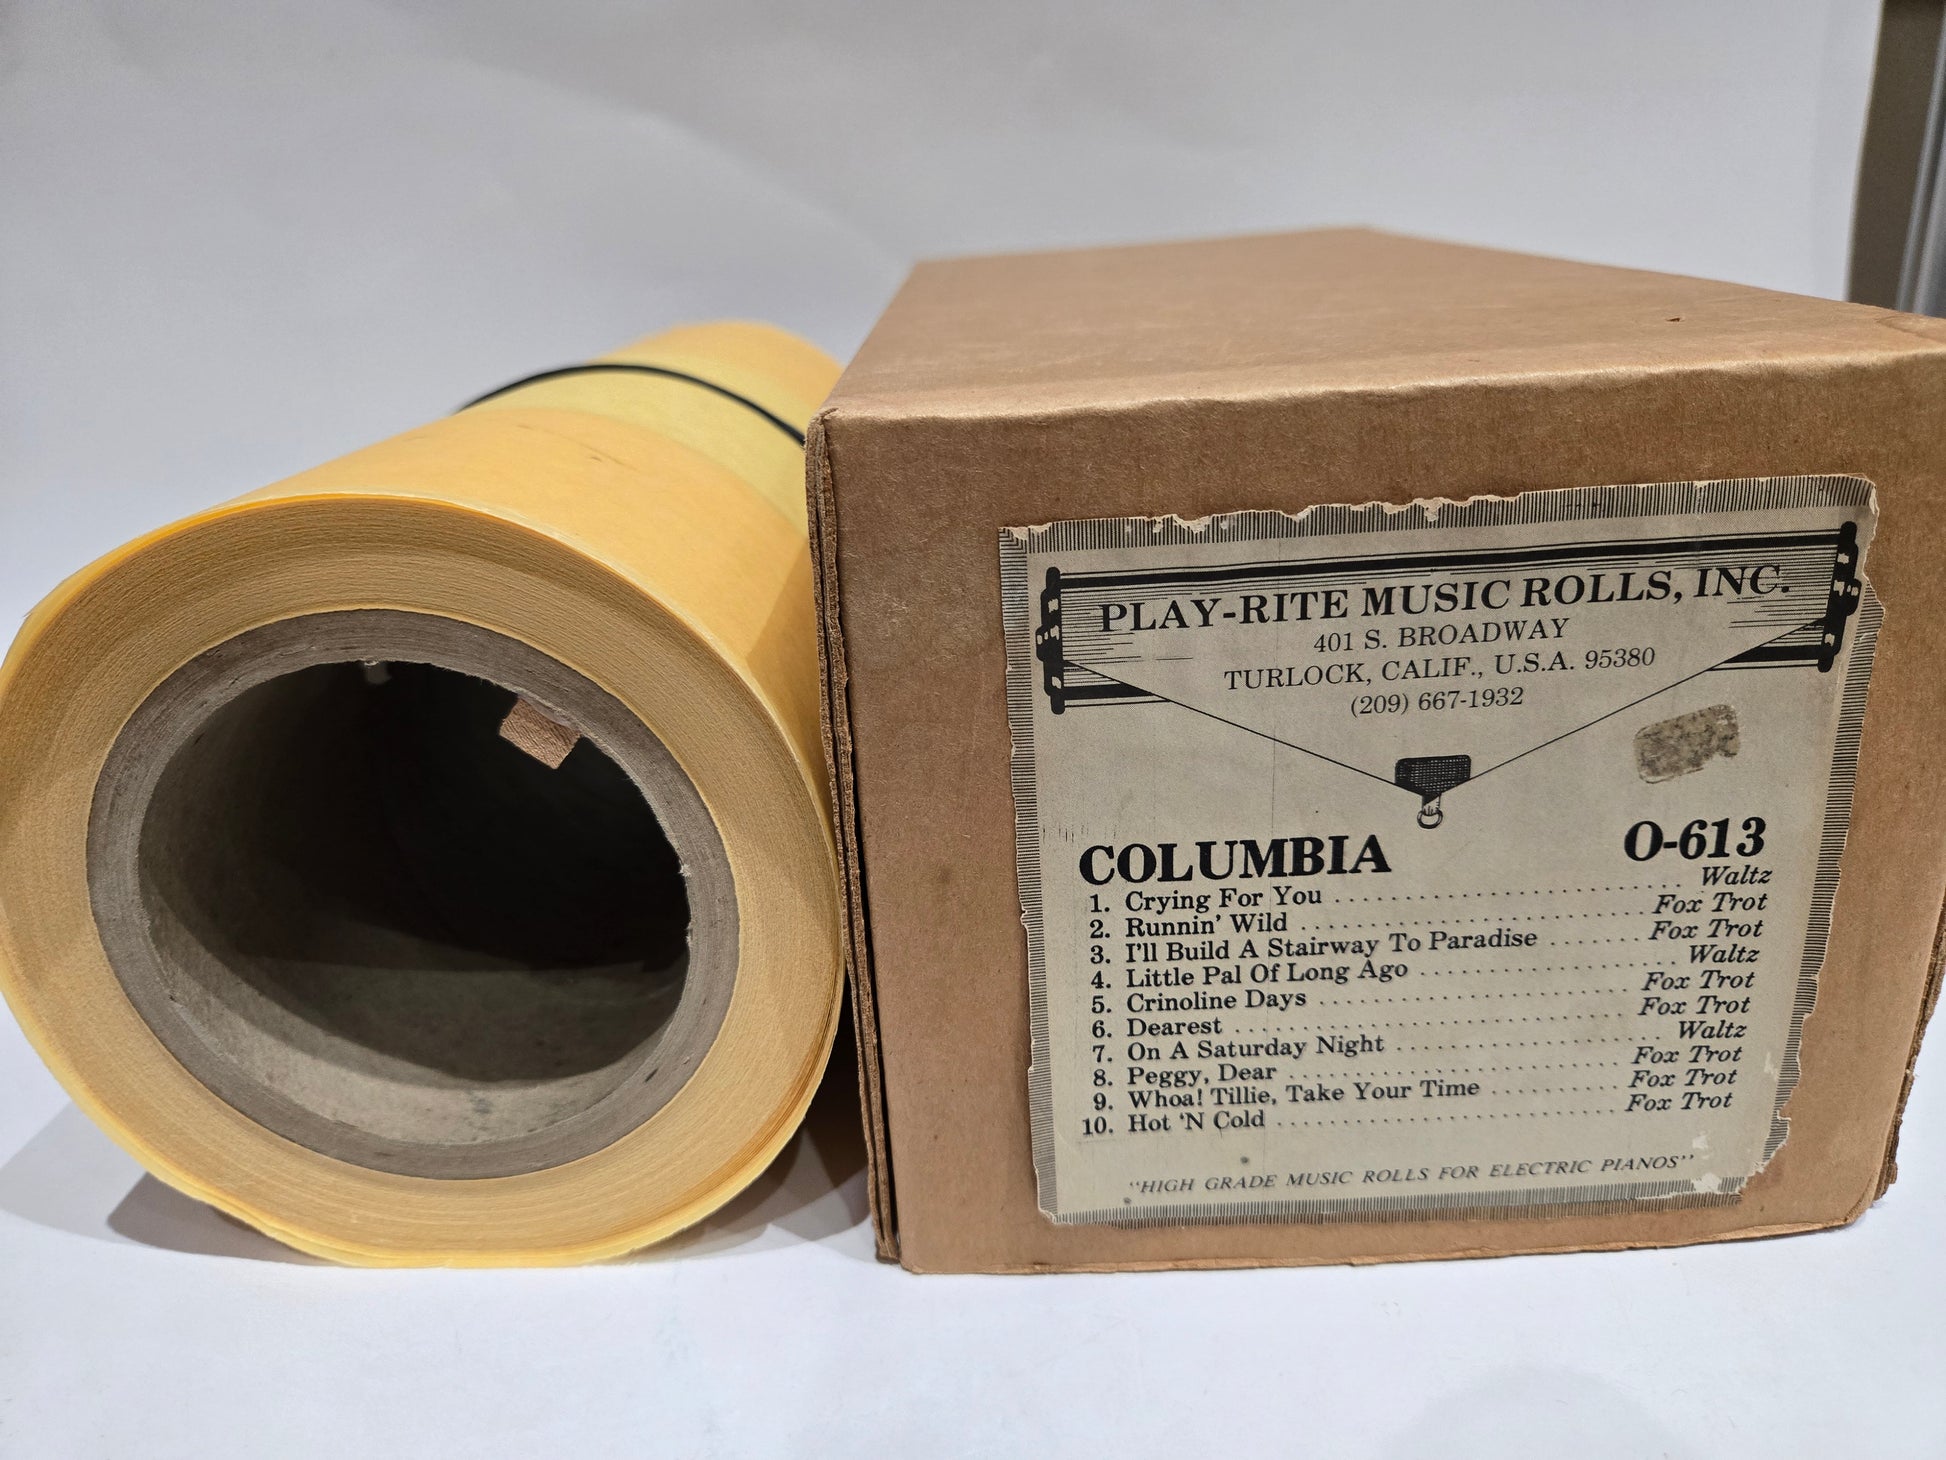 PLAY-RITE MUSIC ROLLS, INC.
401 S. BROADWAY
TURLOCK, CALIF., U.S.A. 95380
(209) 667-1932
COLUMBIA O-613
1. Crying For You .......................... Waltz
2. Runnin' Wild .......................... Fox Trot
3. I'll Build A Stairway To Paradise ....... Fox Trot
4. Little Pal Of Long Ago .................... Waltz
5. Crinoline Days ....................... Fox Trot
6. Dearest ............................. Fox Trot
7. On A Saturday Night .................... Waltz
8. Peggy, Dear ......................... Fox Trot
9. Whoa! Tillie, Take Your Time .......... Fox Trot
10. Hot 'N Cold ......................... Fox Trot
"HIGH GRADE MUSIC ROLLS FOR ELECTRIC PIANOS"